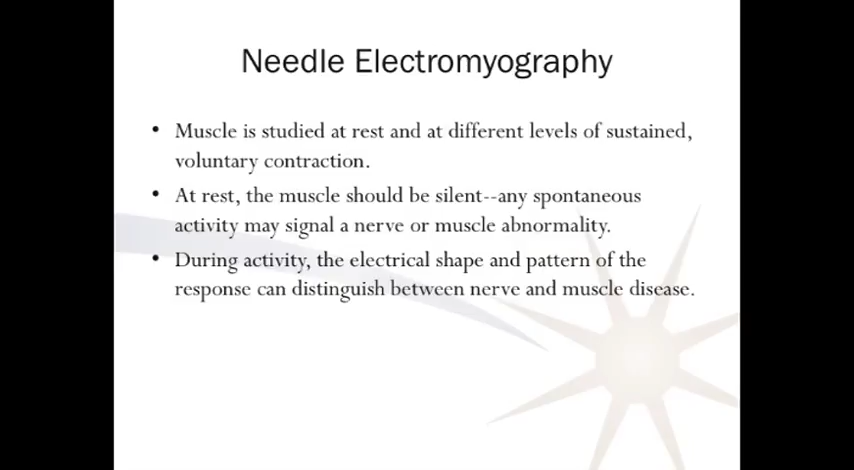 Needle Electromyography
• Muscle is studied at rest and at different levels of sustained,
voluntary contraction.
• At rest, the muscle should be silent--any spontaneous
activity may signal a nerve or muscle abnormality.
• During activity, the electrical shape and pattern of the
response can distinguish between nerve and muscle disease.